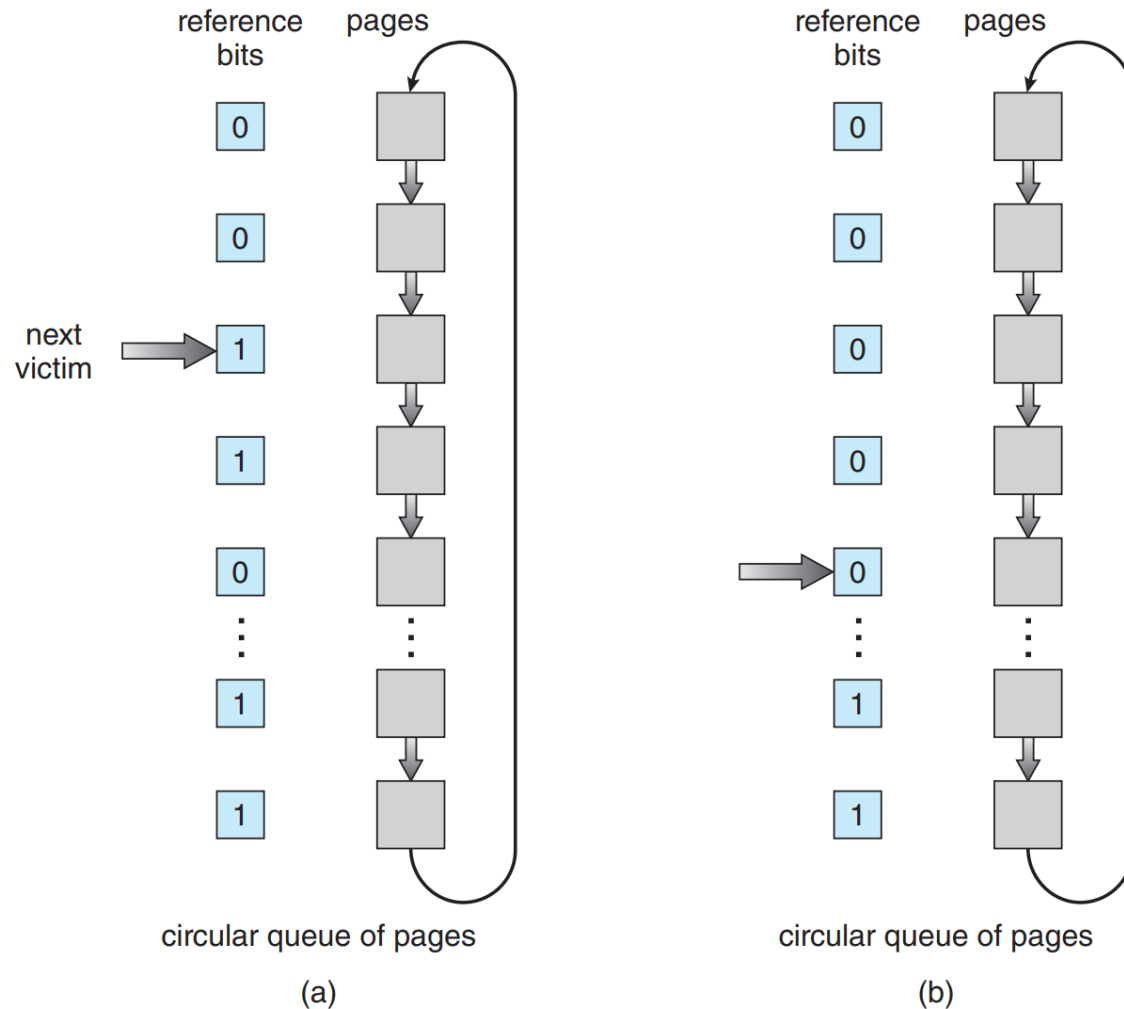 reference
bits
pages
0
0
next
victim
1
1
0
1
1
circular queue of pages
(a)
reference
bits
pages
0
0
0
0
0
1
1
circular queue of pages
(b)